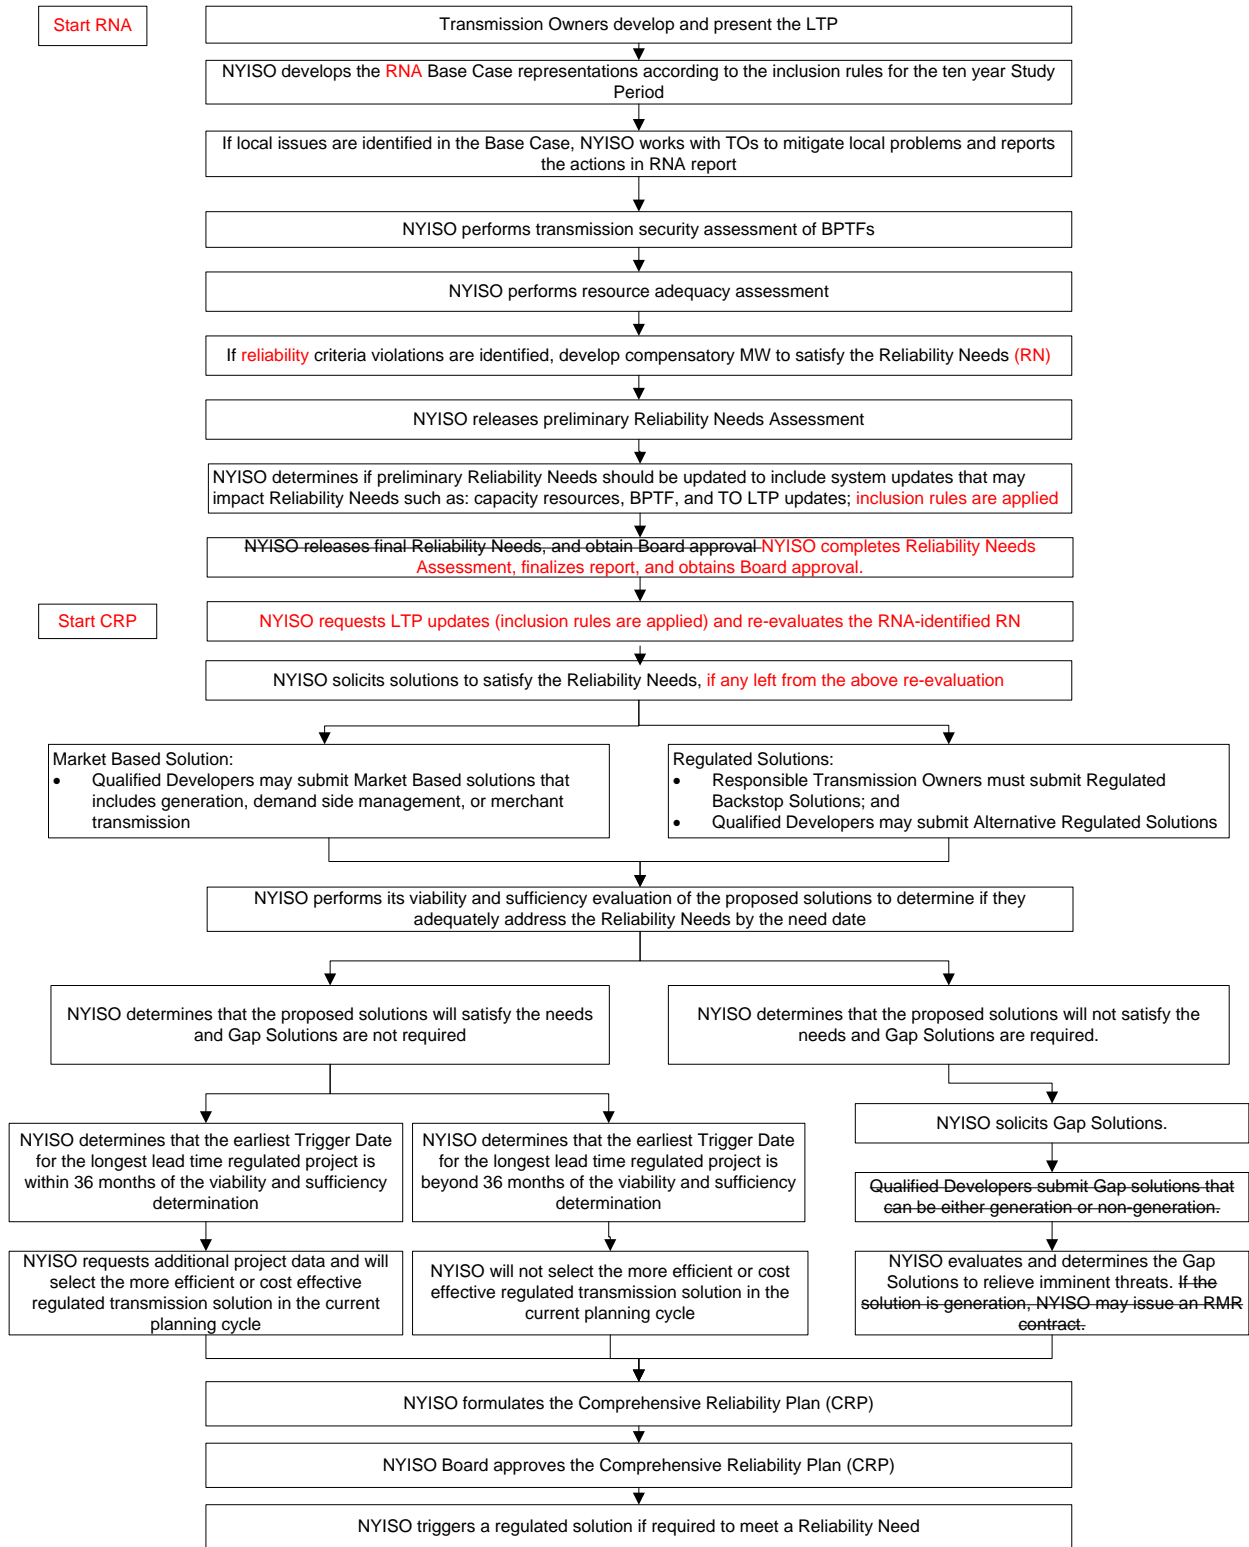 Start RNA
Transmission Owners develop and present the LTP
NYISO develops the RNA Base Case representations according to the inclusion rules for the ten year Study
Period
If local issues are identified in the Base Case, NYISO works with TOs to mitigate local problems and reports
the actions in RNA report
NYISO performs transmission security assessment of BPTFs
NYISO performs resource adequacy assessment
If reliability criteria violations are identified, develop compensatory MW to satisfy the Reliability Needs (RN)
NYISO releases preliminary Reliability Needs Assessment
NYISO determines if preliminary Reliability Needs should be updated to include system updates that may
impact Reliability Needs such as: capacity resources, BPTF, and TO LTP updates; inclusion rules are applied
NYISO releases final Reliability Needs, and obtain Board approval NYISO completes Reliability Needs
Assessment, finalizes report, and obtains Board approval.
Start CRP
NYISO requests LTP updates (inclusion rules are applied) and re-evaluates the RNA-identified RN
NYISO solicits solutions to satisfy the Reliability Needs, if any left from the above re-evaluation
Market Based Solution:
• Qualified Developers may submit Market Based solutions that
includes generation, demand side management, or merchant
transmission
Regulated Solutions:
• Responsible Transmission Owners must submit Regulated
Backstop Solutions; and
• Qualified Developers may submit Alternative Regulated Solutions
NYISO performs its viability and sufficiency evaluation of the proposed solutions to determine if they
adequately address the Reliability Needs by the need date
NYISO determines that the proposed solutions will satisfy the needs
and Gap Solutions are not required
NYISO determines that the proposed solutions will not satisfy the
needs and Gap Solutions are required.
NYISO determines that the earliest Trigger Date
for the longest lead time regulated project is
within 36 months of the viability and sufficiency
determination
NYISO determines that the earliest Trigger Date
for the longest lead time regulated project is
beyond 36 months of the viability and sufficiency
determination
NYISO solicits Gap Solutions.
Qualified Developers submit Gap solutions that
can be either generation or non-generation.
NYISO requests additional project data and will
select the more efficient or cost effective
regulated transmission solution in the current
planning cycle
NYISO will not select the more efficient or cost
effective regulated transmission solution in the
current planning cycle
NYISO evaluates and determines the Gap
Solutions to relieve imminent threats. If the
solution is generation, NYISO may issue an RMR
contract.
NYISO formulates the Comprehensive Reliability Plan (CRP)
NYISO Board approves the Comprehensive Reliability Plan (CRP)
NYISO triggers a regulated solution if required to meet a Reliability Need